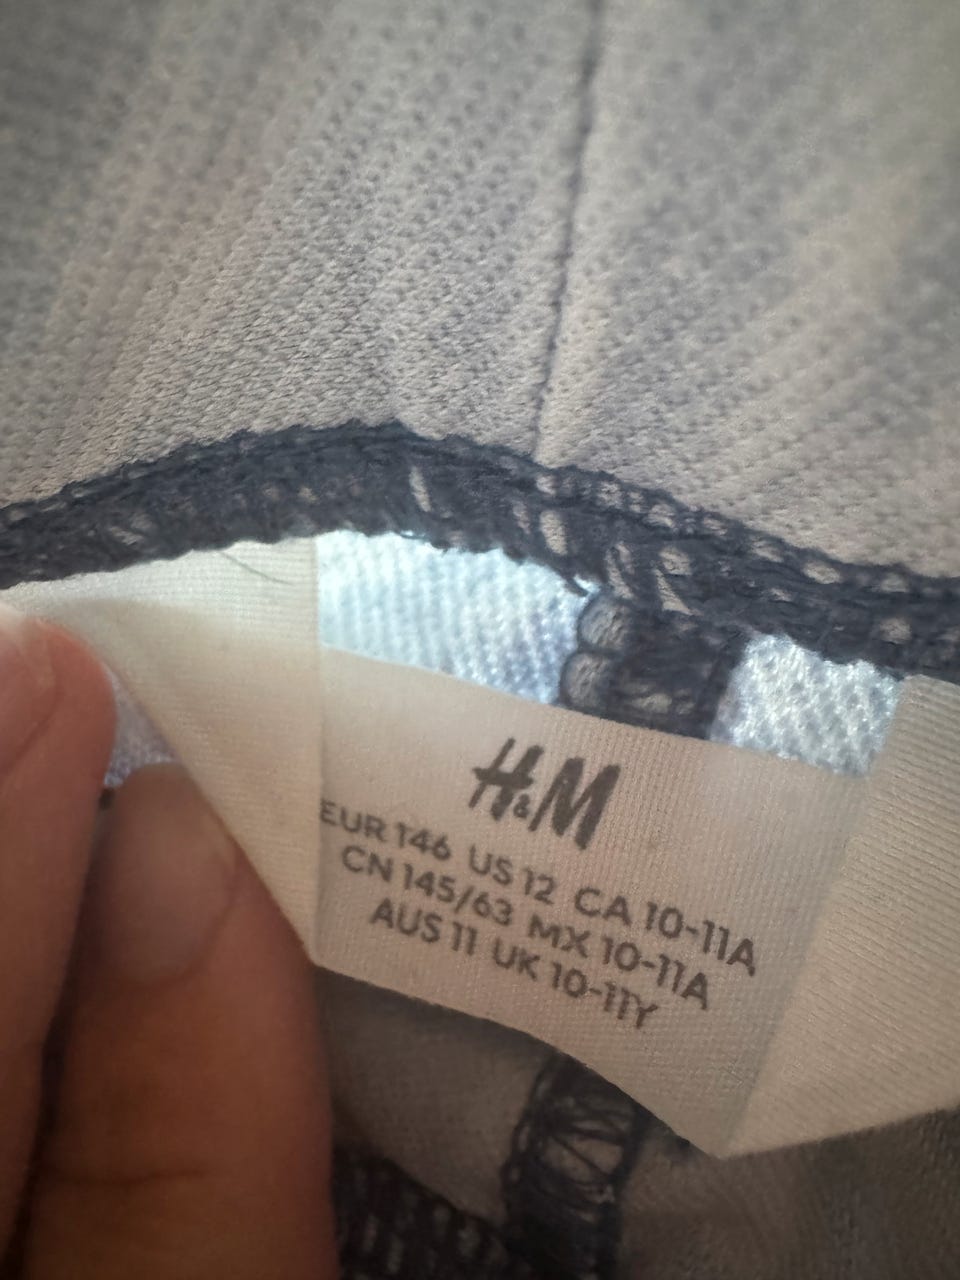 H&M
EUR 146 US 12 CA 10-11A
CN 145/63 MX 10-11A
AUS 11 UK 10-11Y